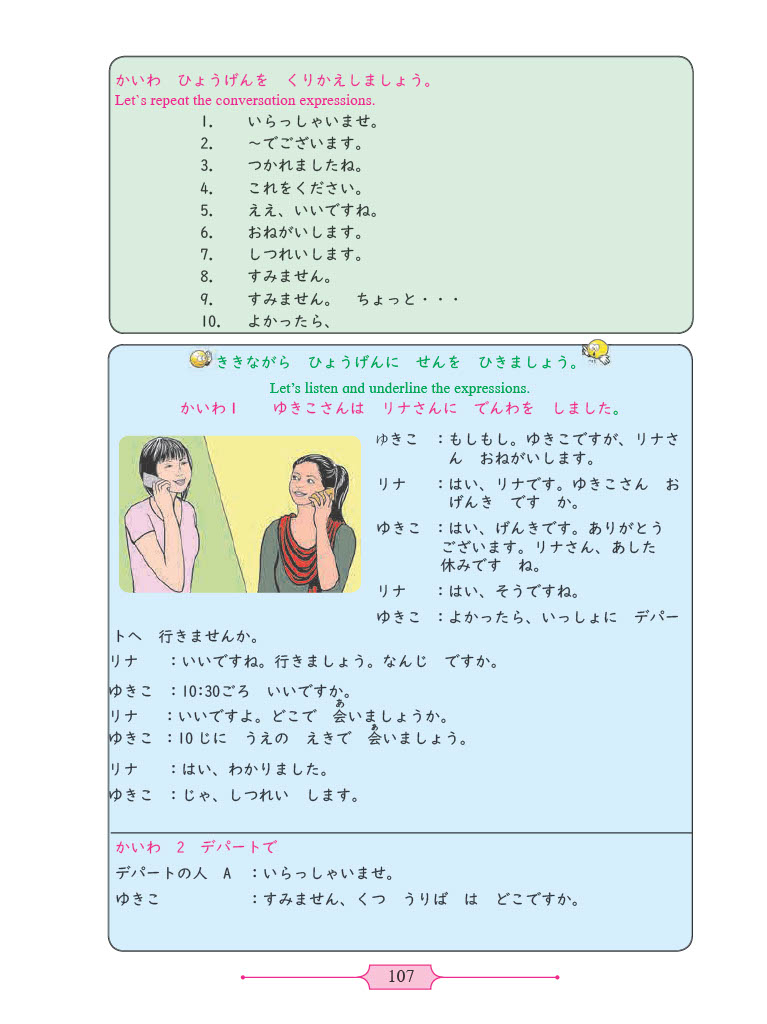 かいわ　ひょうげんを　くりかえしましょう。
Let`s repeat the conversation expressions.
1.　いらっしゃいませ。
2.　～でございます。
3.　つかれましたね。
4.　これをください。
5.　ええ、いいですね。
6.　おねがいします。
7.　しつれいします。
8.　すみません。
9.　すみません。　ちょっと・・・
10.　よかったら、
ききながら　ひょうげんに　せんを　ひきましょう。
Let's listen and underline the expressions.
かいわ1　　ゆきこさんは　リナさんに　でんわを　しました。
ゆきこ　：もしもし。ゆきこですが、リナさ
ん　おねがいします。
リナ　　：はい、リナです。ゆきこさん　お
げんき　です　か。
ゆきこ　：はい、げんきです。ありがとう
ございます。リナさん、あした
休みです　ね。
リナ　　：はい、そうですね。
ゆきこ　：よかったら、いっしょに　デパー
トへ　行きませんか。
リナ　　：いいですね。行きましょう。なんじ　ですか。
ゆきこ　：10:30ごろ　いいですか。
あ
リナ　　：いいですよ。どこで　会いましょうか。
あ
ゆきこ　：10じに　うえの　えきで　会いましょう。
リナ　　：はい、わかりました。
ゆきこ　：じゃ、しつれい　します。
かいわ　2　デパートで
デパートの人　A　：いらっしゃいませ。
ゆきこ　　　　　　：すみません、くつ　うりば　は　どこですか。
107